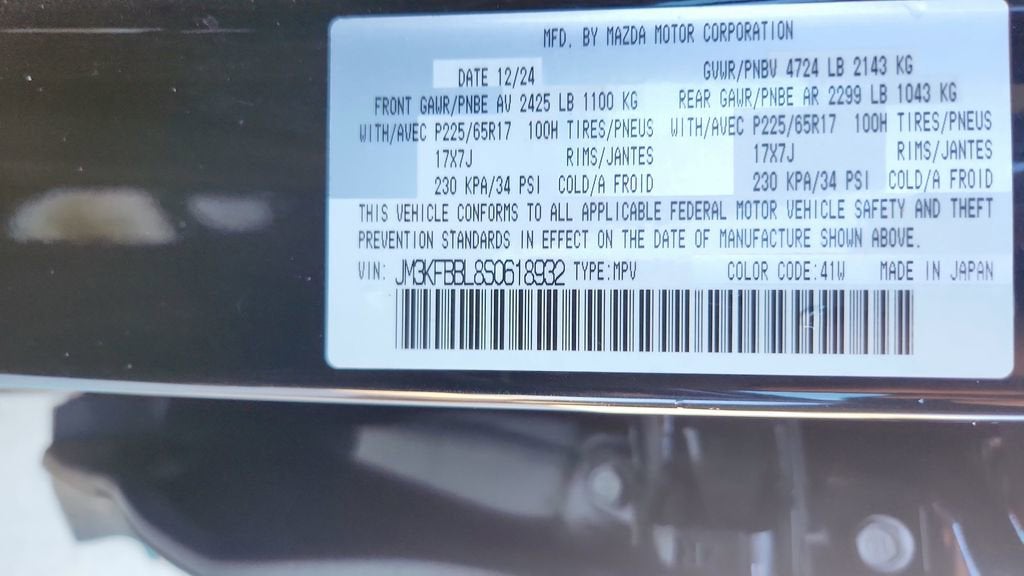 MFD. BY MAZDA MOTOR CORPORATION
DATE 12/24 GVWR/PNBV 4724 LB 2143 KG
FRONT GAWR/PNBE AV 2425 LB 1100 KG REAR GAWR/PNBE AR 2299 LB 1043 KG
WITH/AVEC P225/65R17 100H TIRES/PNEUS WITH/AVEC P225/65R17 100H TIRES/PNEUS
17X7J RIMS/JANTES 17X7J RIMS/JANTES
230 KPA/34 PSI COLD/A FROID 230 KPA/34 PSI COLD/A FROID
THIS VEHICLE CONFORMS TO ALL APPLICABLE FEDERAL MOTOR VEHICLE SAFETY AND THEFT
PREVENTION STANDARDS IN EFFECT ON THE DATE OF MANUFACTURE SHOWN ABOVE.
VIN: JM3KFBBL8S0618932 TYPE:MPV COLOR CODE:41W MADE IN JAPAN